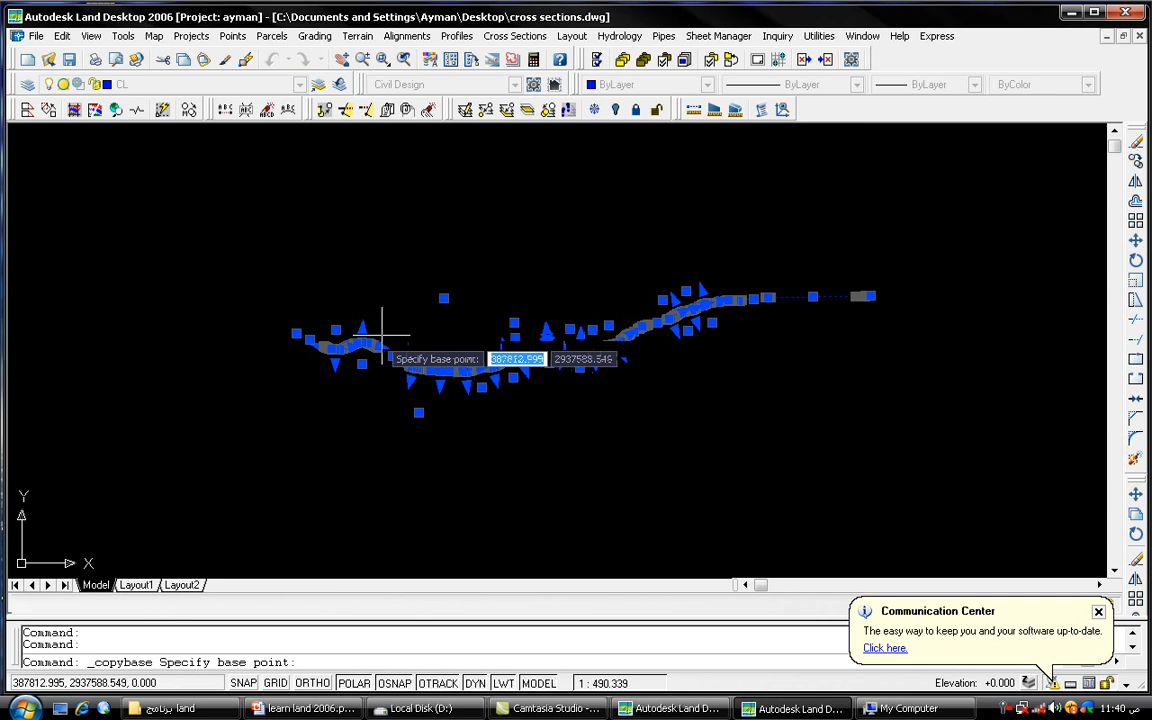 Autodesk Land Desktop 2006 [Project: ayman] - [C:\Documents and Settings\Ayman\Desktop\cross sections.dwg]
File Edit View Tools Map Projects Points Parcels Grading Terrain Alignments Profiles Cross Sections Layout Hydrology Pipes Sheet Manager Inquiry Utilities Window Help Express
CL Civil Design ByLayer ByLayer ByLayer ByColor
Specify base point: 387812.995 2937588.549
Y
X
Model Layout1 Layout2
Communication Center
The easy way to keep you and your software up-to-date.
Click here.
Command:
Command:
Command: _copybase Specify base point:
387812.995, 2937588.549, 0.000 SNAP GRID ORTHO POLAR OSNAP OTRACK DYN LWT MODEL 1 : 490.339 Elevation: +0.000
برنامج land learn land 2006.p... Local Disk (D:) Camtasia Studio - ... Autodesk Land D... Autodesk Land D... My Computer 11:40 ص